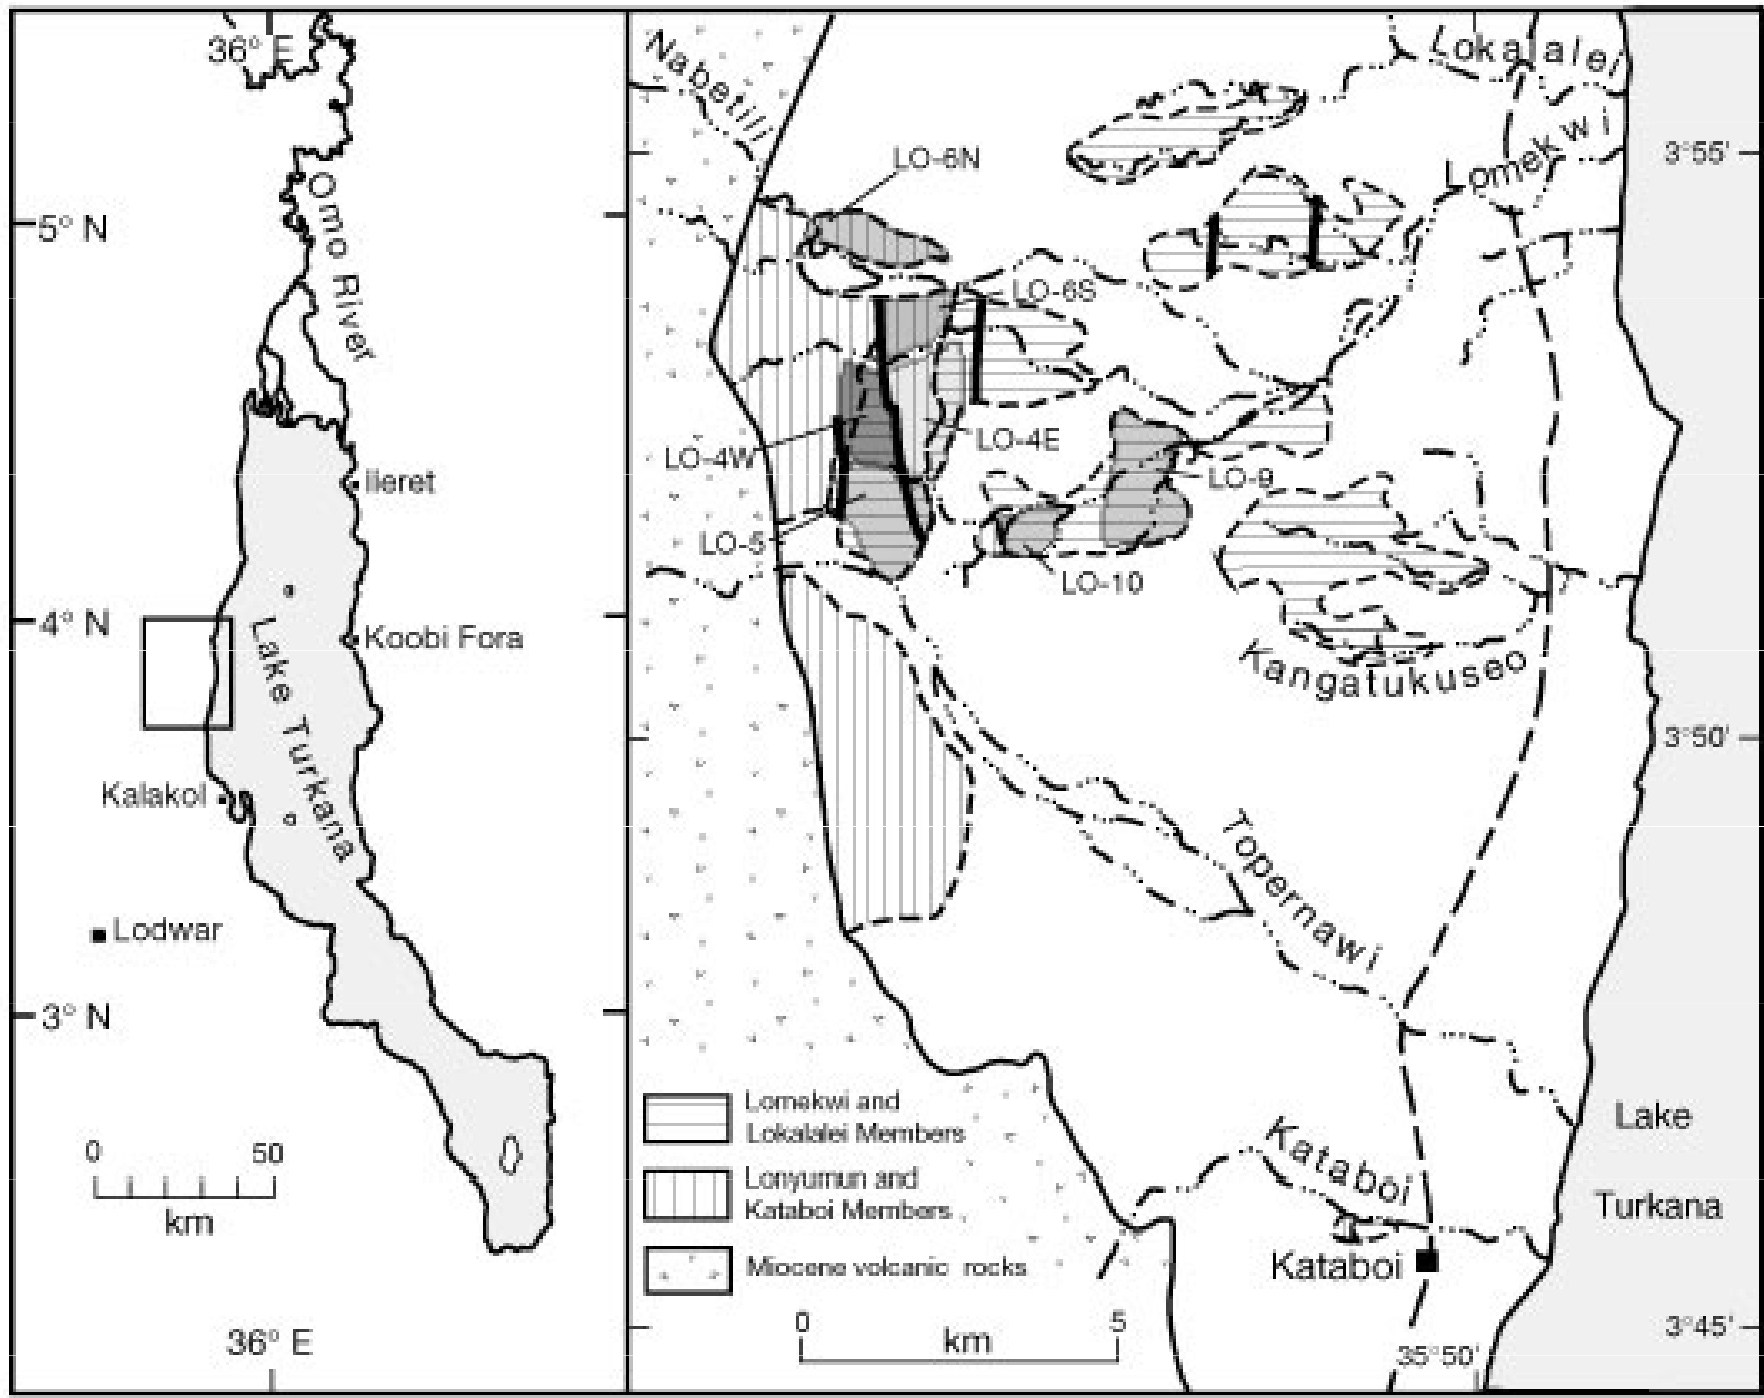 36° E
Omo River
5° N
Ileret
4° N
Koobi Fora
Lake Turkana
Kalakol
Lodwar
3° N
0 50
km
36° E
Nabetili
Lokalalei
Lomekwi
3°55'
LO-6N
LO-6S
LO-4E
LO-4W
LO-9
LO-5
LO-10
Kangatukuseo
3°50'
Topernawi
Lomekwi and
Lokalalei Members
Lonyumun and
Kataboi Members
Miocene volcanic rocks
Kataboi
Lake
Turkana
Kataboi
0 5
km
3°45'
35°50'